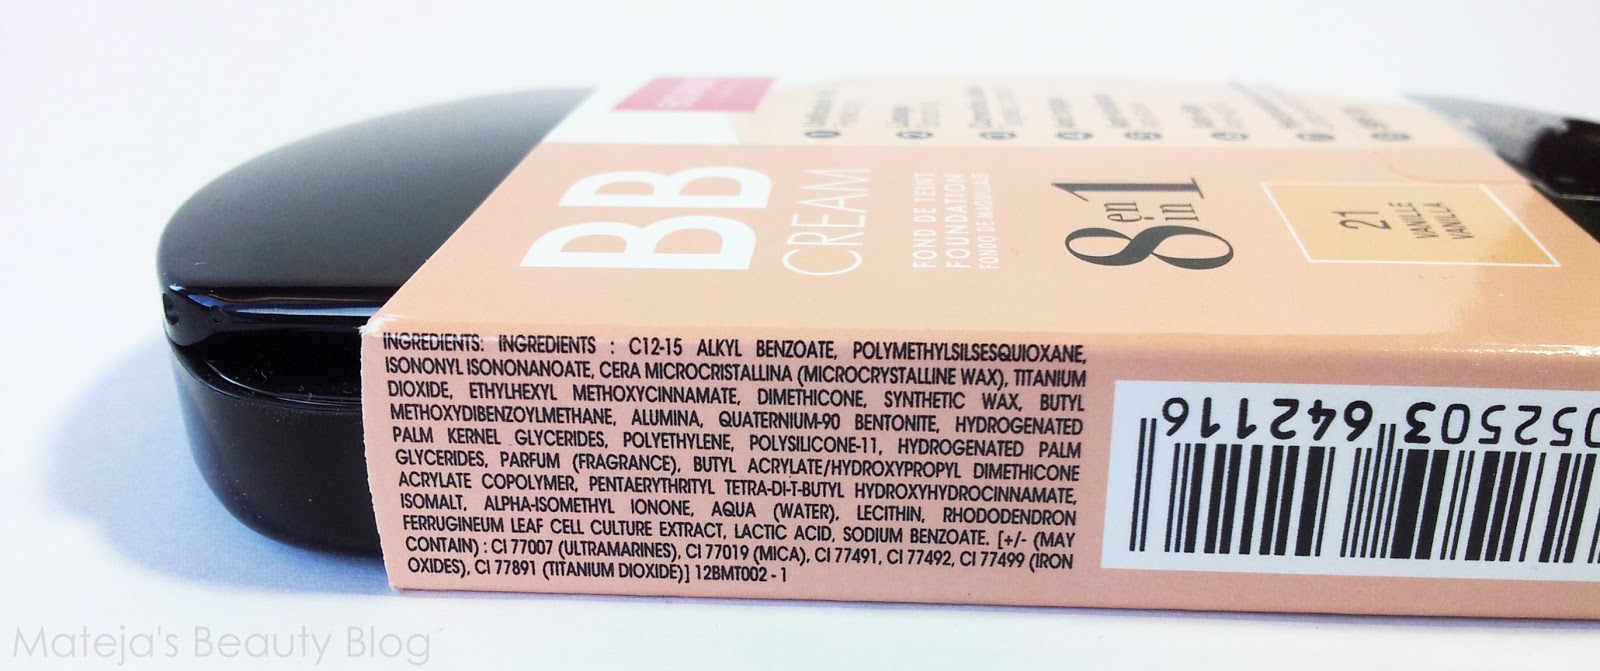 BB
CREAM
FOND DE TEINT
FOUNDATION
FONDO DE MAQUILLAJE
8 en 1
in
21
VANILLE
VANILLA
INGREDIENTS: INGREDIENTS : C12-15 ALKYL BENZOATE, POLYMETHYLSILSESQUIOXANE,
ISONONYL ISONONANOATE, CERA MICROCRISTALLINA (MICROCRYSTALLINE WAX), TITANIUM
DIOXIDE, ETHYLHEXYL METHOXYCINNAMATE, DIMETHICONE, SYNTHETIC WAX, BUTYL
METHOXYDIBENZOYLMETHANE, ALUMINA, QUATERNIUM-90 BENTONITE, HYDROGENATED
PALM KERNEL GLYCERIDES, POLYETHYLENE, POLYSILICONE-11, HYDROGENATED PALM
GLYCERIDES, PARFUM (FRAGRANCE), BUTYL ACRYLATE/HYDROXYPROPYL DIMETHICONE
ACRYLATE COPOLYMER, PENTAERYTHRITYL TETRA-DI-T-BUTYL HYDROXYHYDROCINNAMATE,
ISOMALT, ALPHA-ISOMETHYL IONONE, AQUA (WATER), LECITHIN, RHODODENDRON
FERRUGINEUM LEAF CELL CULTURE EXTRACT, LACTIC ACID, SODIUM BENZOATE. [+/- (MAY
CONTAIN) : CI 77007 (ULTRAMARINES), CI 77019 (MICA), CI 77491, CI 77492, CI 77499 (IRON
OXIDES), CI 77891 (TITANIUM DIOXIDE)] 12BMT002 - 1
052503 642116
Mateja's Beauty Blog